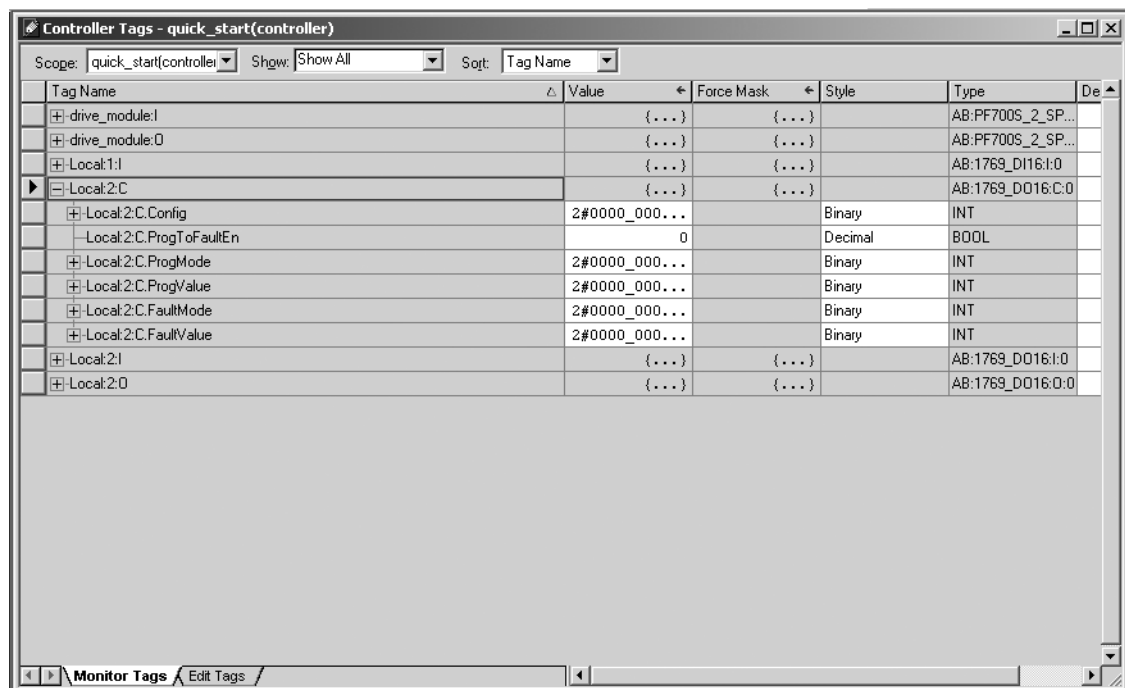 Controller Tags - quick_start(controller)
Scope: quick_start(controller Show: Show All Sort: Tag Name
Tag Name Value Force Mask Style Type De
drive_module:I {...} {...} AB:PF700S_2_SP...
drive_module:O {...} {...} AB:PF700S_2_SP...
Local:1:I {...} {...} AB:1769_DI16:I:0
Local:2:C {...} {...} AB:1769_DO16:C:0
Local:2:C.Config 2#0000_000... Binary INT
Local:2:C.ProgToFaultEn 0 Decimal BOOL
Local:2:C.ProgMode 2#0000_000... Binary INT
Local:2:C.ProgValue 2#0000_000... Binary INT
Local:2:C.FaultMode 2#0000_000... Binary INT
Local:2:C.FaultValue 2#0000_000... Binary INT
Local:2:I {...} {...} AB:1769_DO16:I:0
Local:2:O {...} {...} AB:1769_DO16:O:0
Monitor Tags Edit Tags